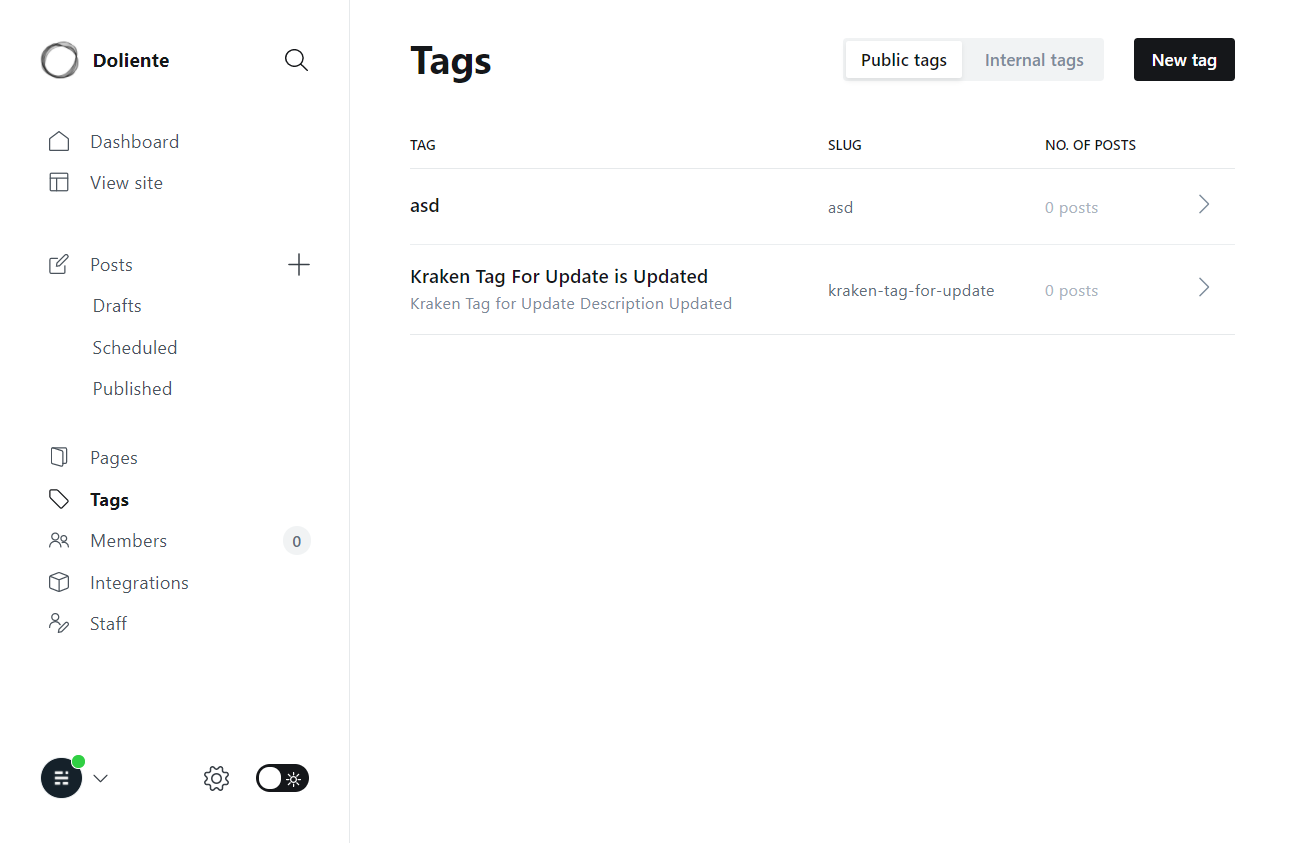 Doliente
Dashboard
View site
Posts
Drafts
Scheduled
Published
Pages
Tags
Members 0
Integrations
Staff
Tags
Public tags Internal tags New tag
TAG SLUG NO. OF POSTS
asd asd 0 posts
Kraken Tag For Update is Updated
Kraken Tag for Update Description Updated
kraken-tag-for-update 0 posts